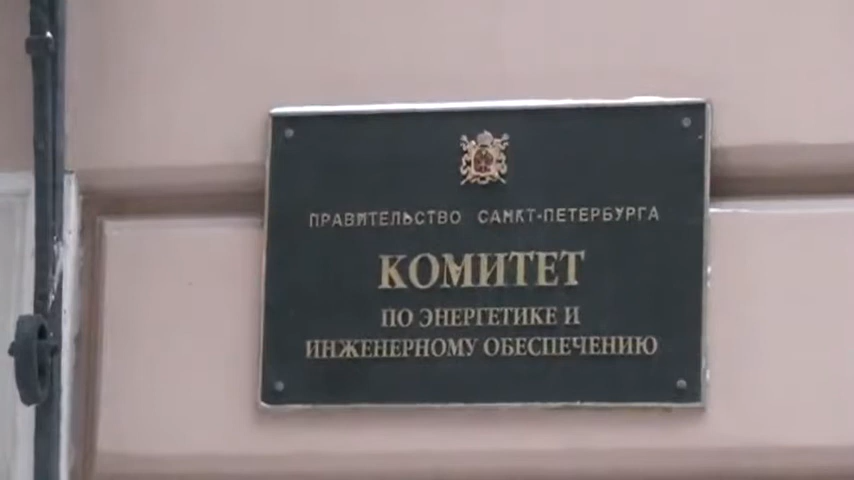 ПРАВИТЕЛЬСТВО САНКТ-ПЕТЕРБУРГА
КОМИТЕТ
ПО ЭНЕРГЕТИКЕ И
ИНЖЕНЕРНОМУ ОБЕСПЕЧЕНИЮ